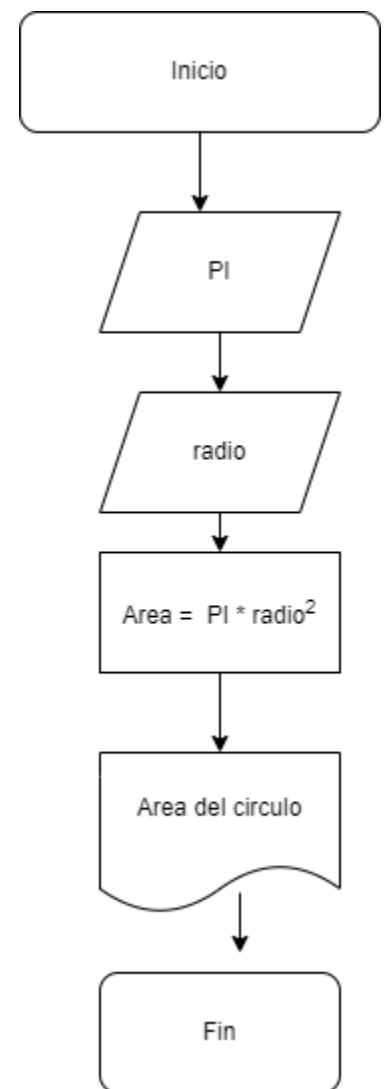 Inicio
PI
radio
Area = PI * radio²
Area del circulo
Fin